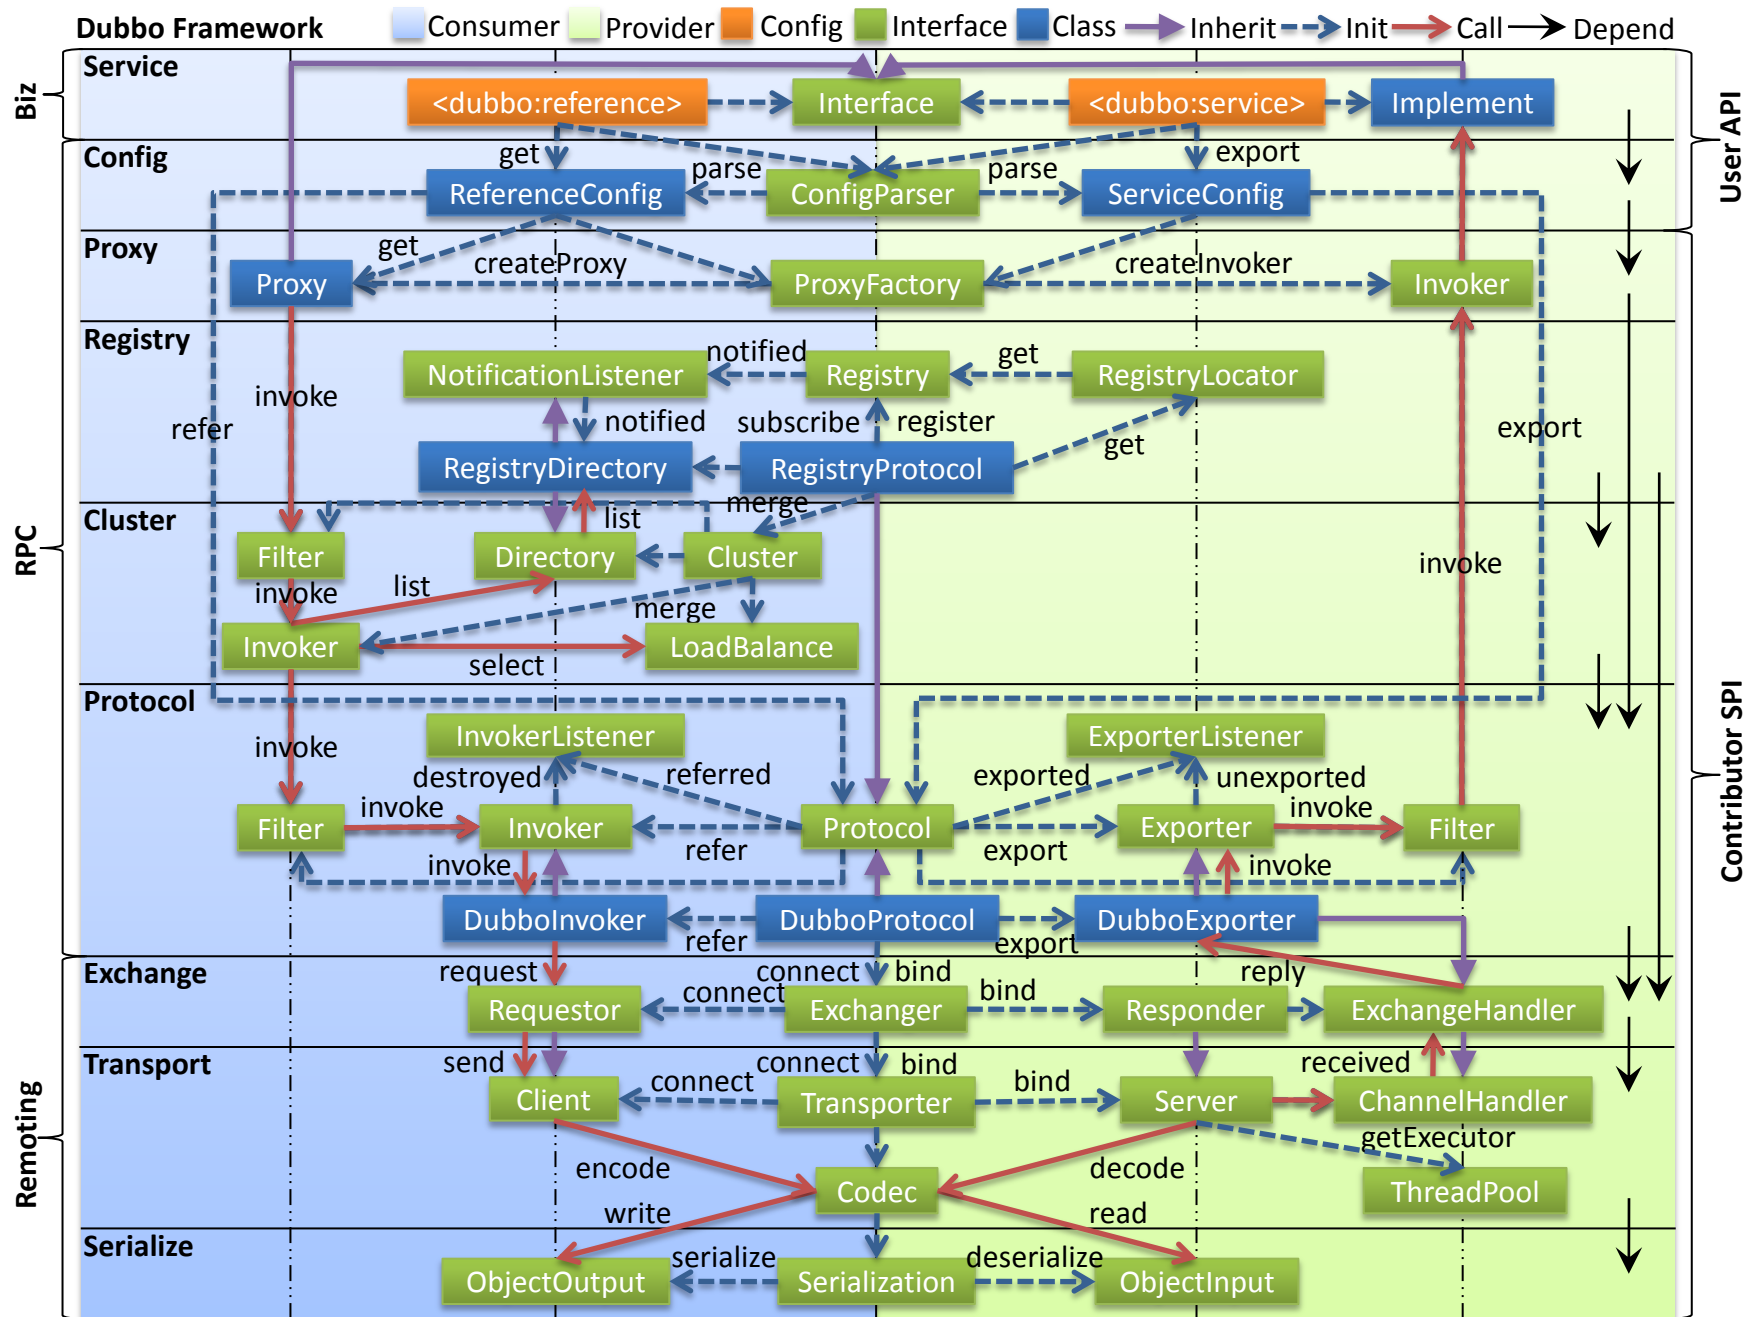 Dubbo Framework
Consumer
Provider
Config
Interface
Class
Inherit
Init
Call
Depend
Service
Biz
<dubbo:reference>
Interface
<dubbo:service>
Implement
User API
Config
get
parse
parse
export
ReferenceConfig
ConfigParser
ServiceConfig
Proxy
get
createProxy
createInvoker
Proxy
ProxyFactory
Invoker
Registry
notified
get
NotificationListener
Registry
RegistryLocator
invoke
refer
notified
subscribe
register
get
export
RegistryDirectory
RegistryProtocol
RPC
Cluster
merge
list
Filter
Directory
Cluster
invoke
invoke
list
merge
Invoker
LoadBalance
select
Protocol
Contributor SPI
InvokerListener
ExporterListener
invoke
destroyed
referred
exported
unexported
invoke
invoke
Filter
Invoker
Protocol
Exporter
Filter
invoke
refer
export
invoke
DubboInvoker
DubboProtocol
DubboExporter
refer
export
Exchange
request
connect
bind
reply
connect
bind
Requestor
Exchanger
Responder
ExchangeHandler
Remoting
Transport
send
connect
bind
received
connect
bind
Client
Transporter
Server
ChannelHandler
getExecutor
encode
decode
Codec
ThreadPool
write
read
Serialize
serialize
deserialize
ObjectOutput
Serialization
ObjectInput